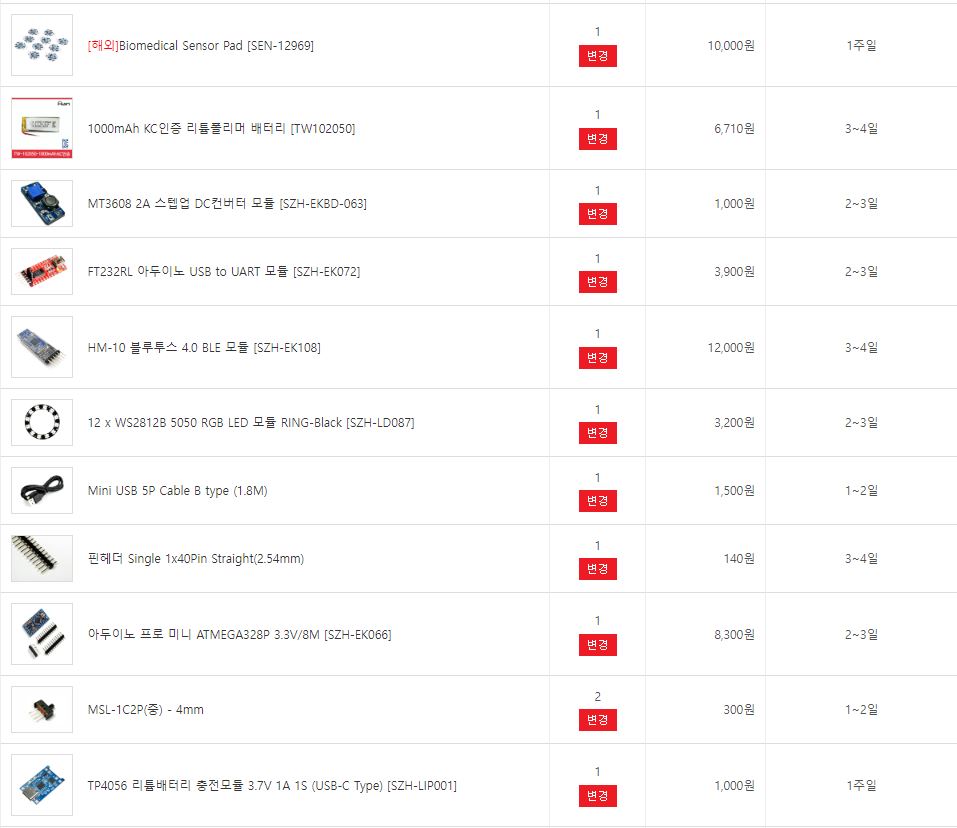 [해외]Biomedical Sensor Pad [SEN-12969]
1
변경
10,000원
1주일
1000mAh KC인증 리튬폴리머 배터리 [TW102050]
1
변경
6,710원
3~4일
MT3608 2A 스텝업 DC컨버터 모듈 [SZH-EKBD-063]
1
변경
1,000원
2~3일
FT232RL 아두이노 USB to UART 모듈 [SZH-EK072]
1
변경
3,900원
2~3일
HM-10 블루투스 4.0 BLE 모듈 [SZH-EK108]
1
변경
12,000원
3~4일
12 x WS2812B 5050 RGB LED 모듈 RING-Black [SZH-LD087]
1
변경
3,200원
2~3일
Mini USB 5P Cable B type (1.8M)
1
변경
1,500원
1~2일
핀헤더 Single 1x40Pin Straight(2.54mm)
1
변경
140원
3~4일
아두이노 프로 미니 ATMEGA328P 3.3V/8M [SZH-EK066]
1
변경
8,300원
2~3일
MSL-1C2P(중) - 4mm
2
변경
300원
1~2일
TP4056 리튬배터리 충전모듈 3.7V 1A 1S (USB-C Type) [SZH-LIP001]
1
변경
1,000원
1주일